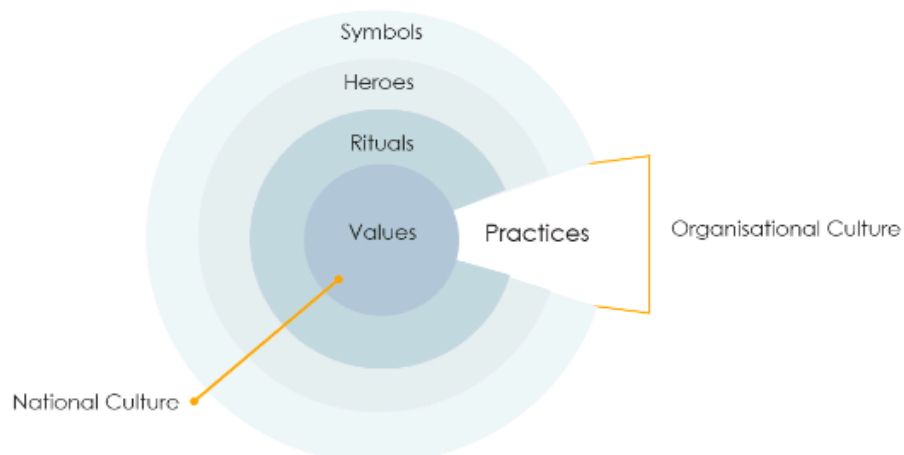 Symbols
Heroes
Rituals
Values
Practices
Organisational Culture
National Culture